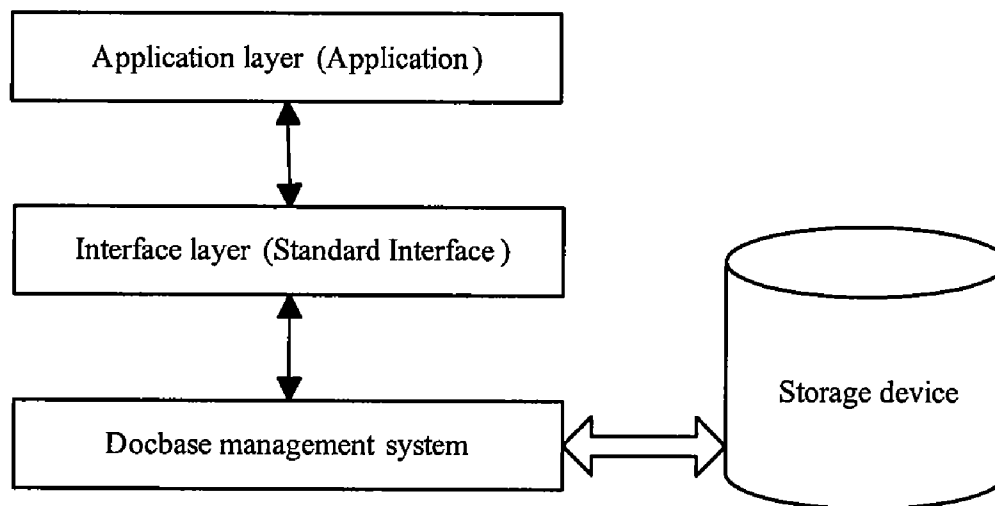 Application layer (Application)
Interface layer (Standard Interface)
Storage device
Docbase management system